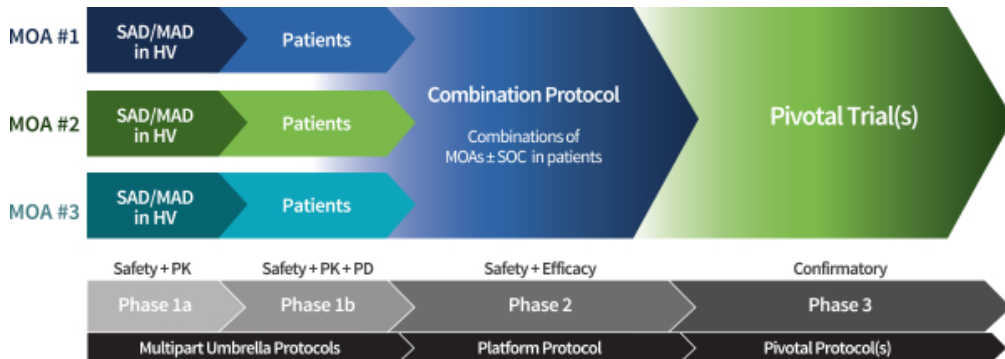 MOA #1
SAD/MAD
in HV
Patients
MOA #2
SAD/MAD
in HV
Patients
MOA #3
SAD/MAD
in HV
Patients
Combination Protocol
Combinations of
MOAs ± SOC in patients
Pivotal Trial(s)
Safety + PK
Safety + PK + PD
Safety + Efficacy
Confirmatory
Phase 1a
Phase 1b
Phase 2
Phase 3
Multipart Umbrella Protocols
Platform Protocol
Pivotal Protocol(s)